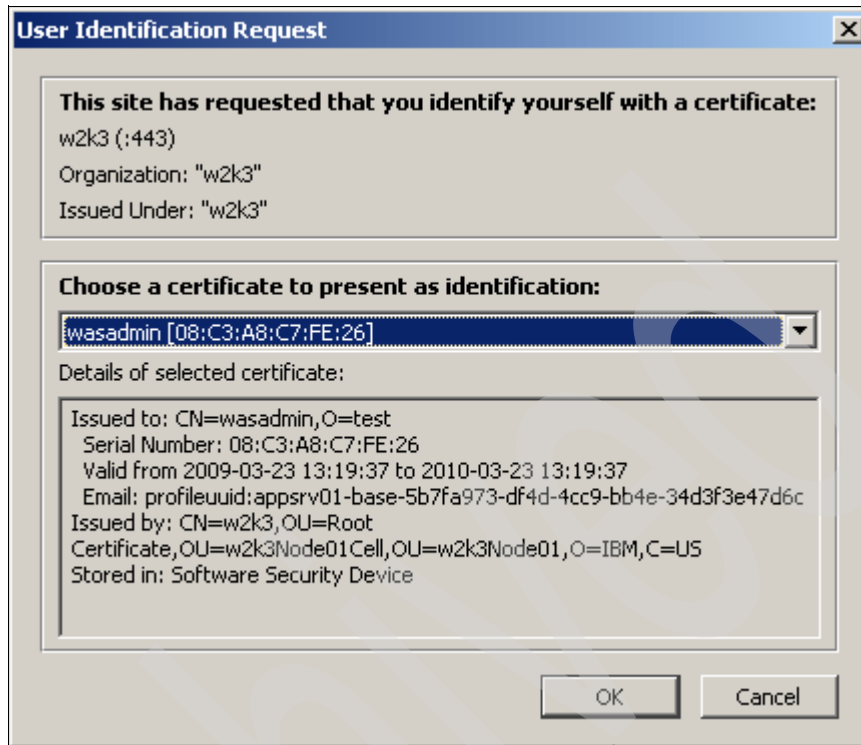 User Identification Request
This site has requested that you identify yourself with a certificate:
w2k3 (:443)
Organization: "w2k3"
Issued Under: "w2k3"
Choose a certificate to present as identification:
wasadmin [08:C3:A8:C7:FE:26]
Details of selected certificate:
Issued to: CN=wasadmin,O=test
Serial Number: 08:C3:A8:C7:FE:26
Valid from 2009-03-23 13:19:37 to 2010-03-23 13:19:37
Email: profileuuid:appsrv01-base-5b7fa973-df4d-4cc9-bb4e-34d3f3e47d6c
Issued by: CN=w2k3,OU=Root
Certificate,OU=w2k3Node01Cell,OU=w2k3Node01,O=IBM,C=US
Stored in: Software Security Device
OK
Cancel